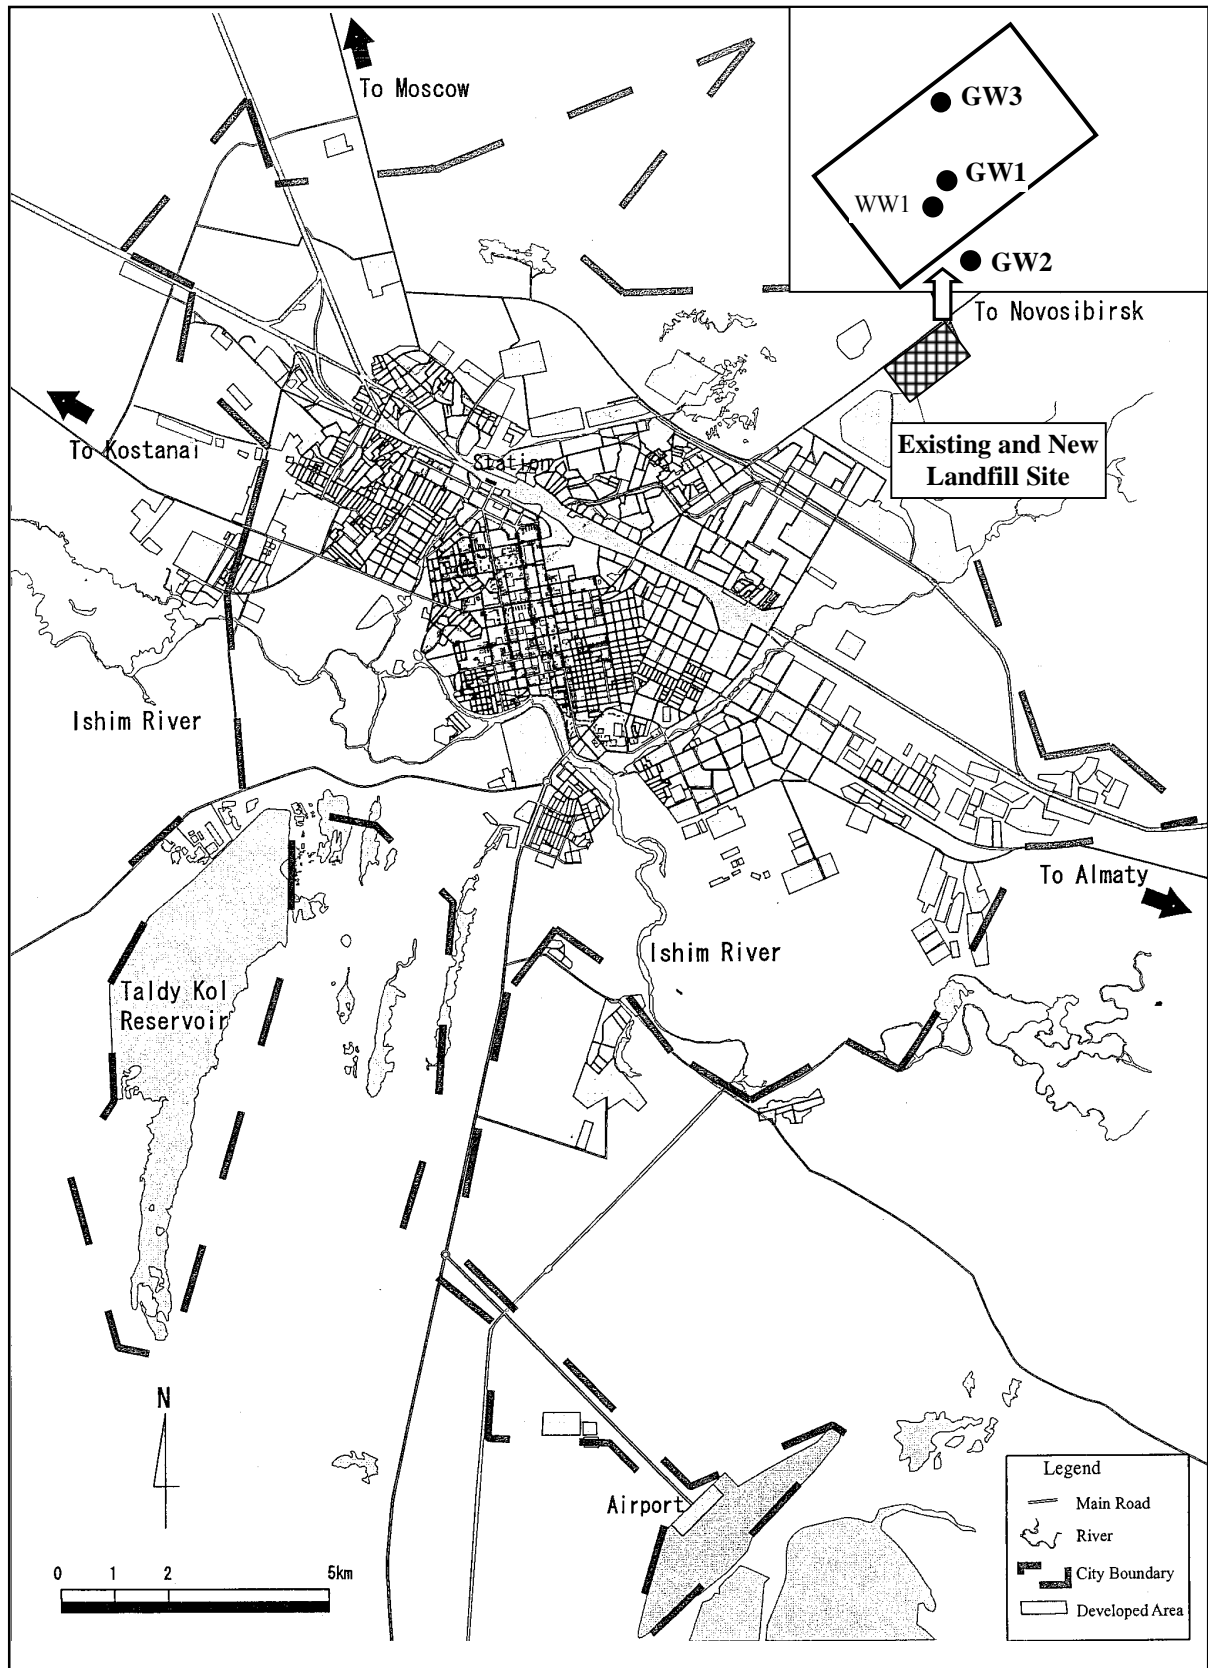 To Moscow
GW3
GW1
WW1
GW2
To Novosibirsk
To Kostanai
Station
Existing and New
Landfill Site
Ishim River
To Almaty
Ishim River
Taldy Kol
Reservoir
N
Airport
0 1 2 5km
Legend
Main Road
River
City Boundary
Developed Area